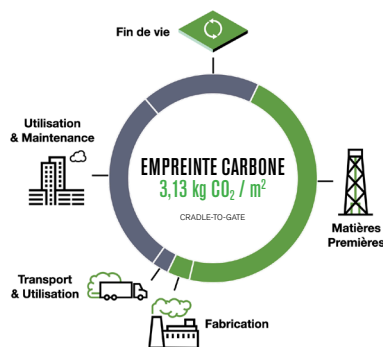 Fin de vie
Utilisation
& Maintenance
EMPREINTE CARBONE
3,13 kg CO₂ / m²
CRADLE-TO-GATE
Matières
Premières
Transport
& Utilisation
Fabrication